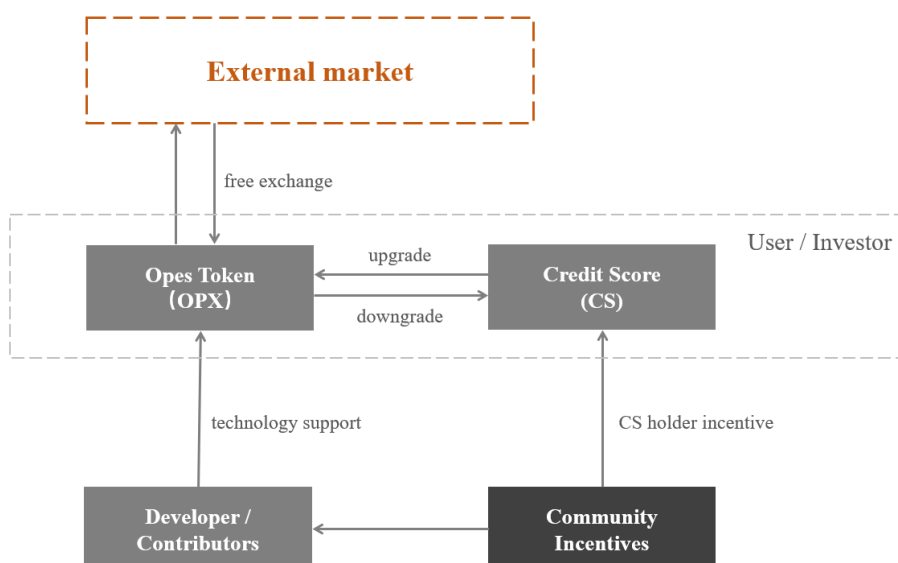 External market
free exchange
User / Investor
Opes Token
(OPX)
upgrade
downgrade
Credit Score
(CS)
technology support
CS holder incentive
Developer /
Contributors
Community
Incentives